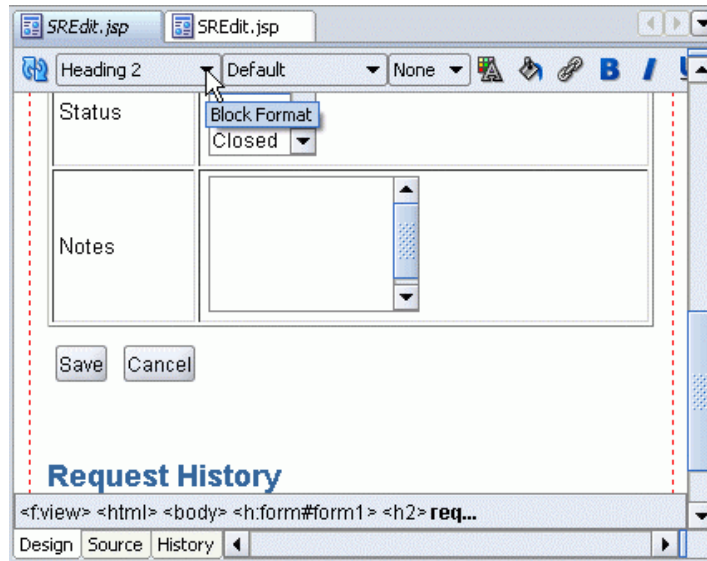 SREdit.jsp SREdit.jsp
Heading 2 Default None B I U
Status
Block Format
Closed
Notes
Save Cancel
Request History
<f:view> <html> <body> <h:form#form1> <h2> req...
Design Source History